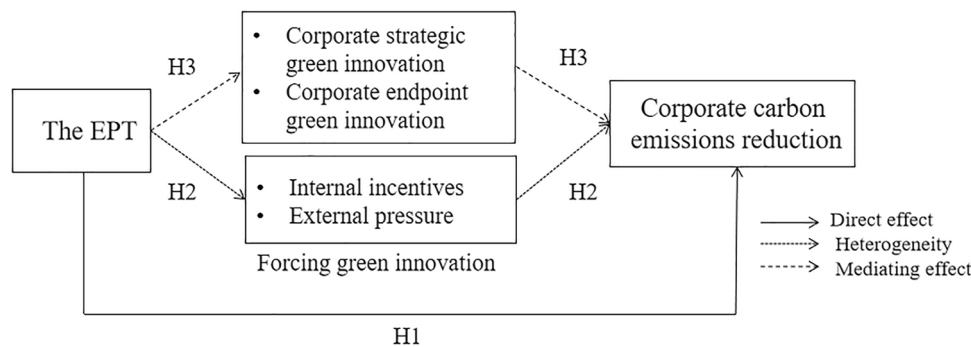 The EPT
H3
• Corporate strategic
green innovation
• Corporate endpoint
green innovation
H3
H2
• Internal incentives
• External pressure
H2
Forcing green innovation
Corporate carbon
emissions reduction
H1
Direct effect
Heterogeneity
Mediating effect